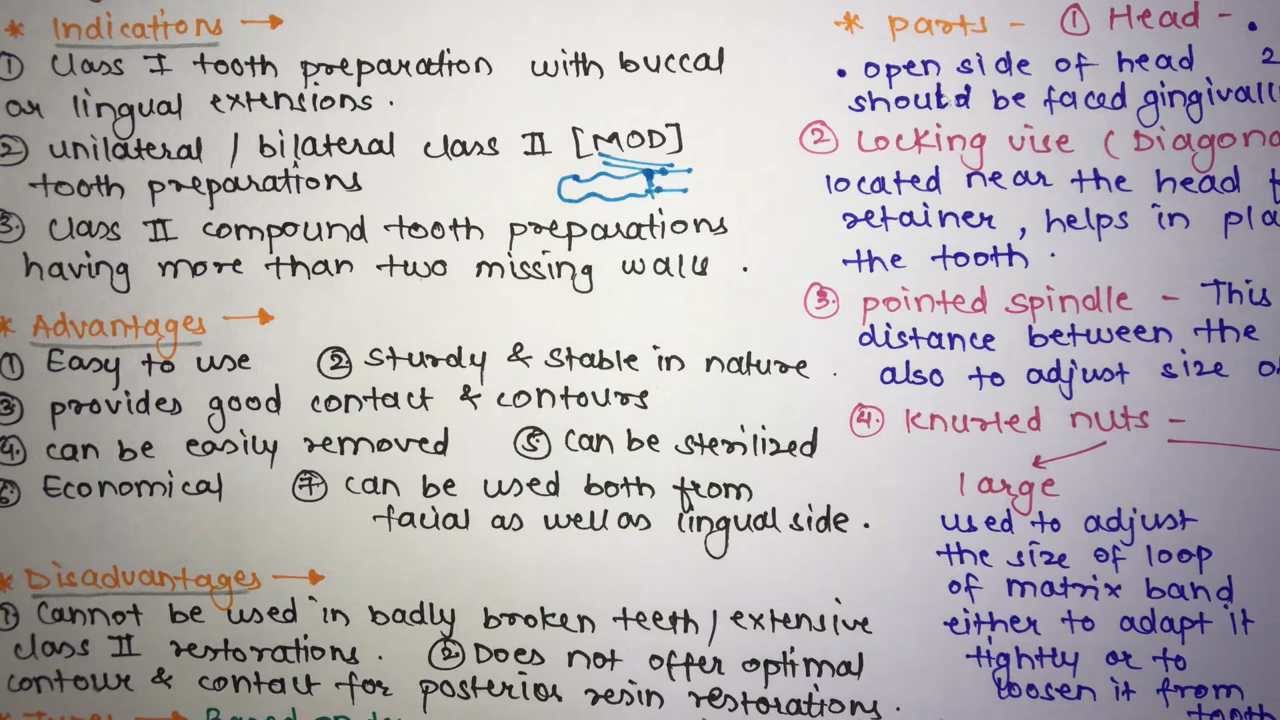 * Indications →
① Class I tooth preparation with buccal
or lingual extensions.
② unilateral / bilateral class II [MOD]
tooth preparations
③. Class II compound tooth preparations
having more than two missing walls.
* Advantages →
① Easy to use ② Sturdy & stable in nature.
③ provides good contact & contours
④. can be easily removed ⑤ can be sterilized
⑥. Economical ⑦ can be used both from
facial as well as lingual side.
* Disadvantages →
① Cannot be used in badly broken teeth / extensive
class II restorations. ② Does not offer optimal
contour & contact for posterior resin restorations.
→ Based on
* parts - ① Head - .
• open side of head 2
should be faced gingivall
② Locking vise (Diagona
located near the head
retainer, helps in pla
the tooth.
③. pointed spindle - This
distance between the
also to adjust size o
④. Knurled nuts -
large
used to adjust
the size of loop
of matrix band
either to adapt it
tightly or to
loosen it from
tooth